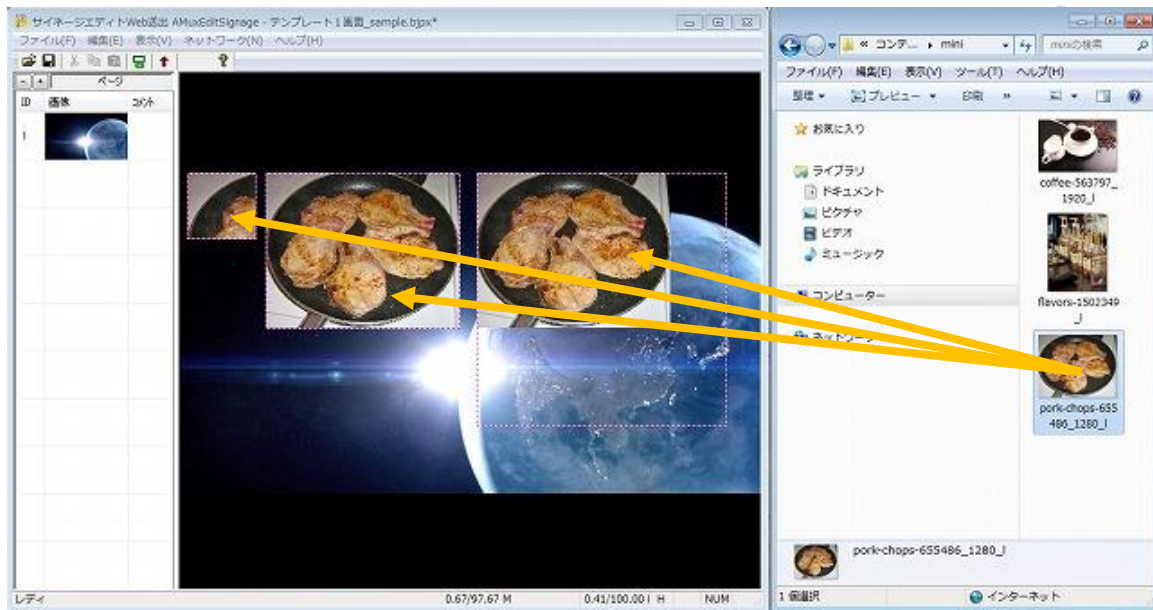 サイネージエディトWeb送出 AMuxEditSignage - テンプレート1画面_sample.bjpx*
ファイル(F) 編集(E) 表示(V) ネットワーク(N) ヘルプ(H)
- + ページ
ID 画像 コメント
1
レディ 0.67/97.67 M 0.41/100.00 l H NUM
« コンテ... mini miniの検索
ファイル(F) 編集(E) 表示(V) ツール(T) ヘルプ(H)
整理 プレビュー 印刷 »
お気に入り
ライブラリ
ドキュメント
ピクチャ
ビデオ
ミュージック
コンピューター
ネットワーク
coffee-563797_
1920_l
flavors-1502349
_l
pork-chops-655
486_1280_l
pork-chops-655486_1280_l
1 個選択 インターネット